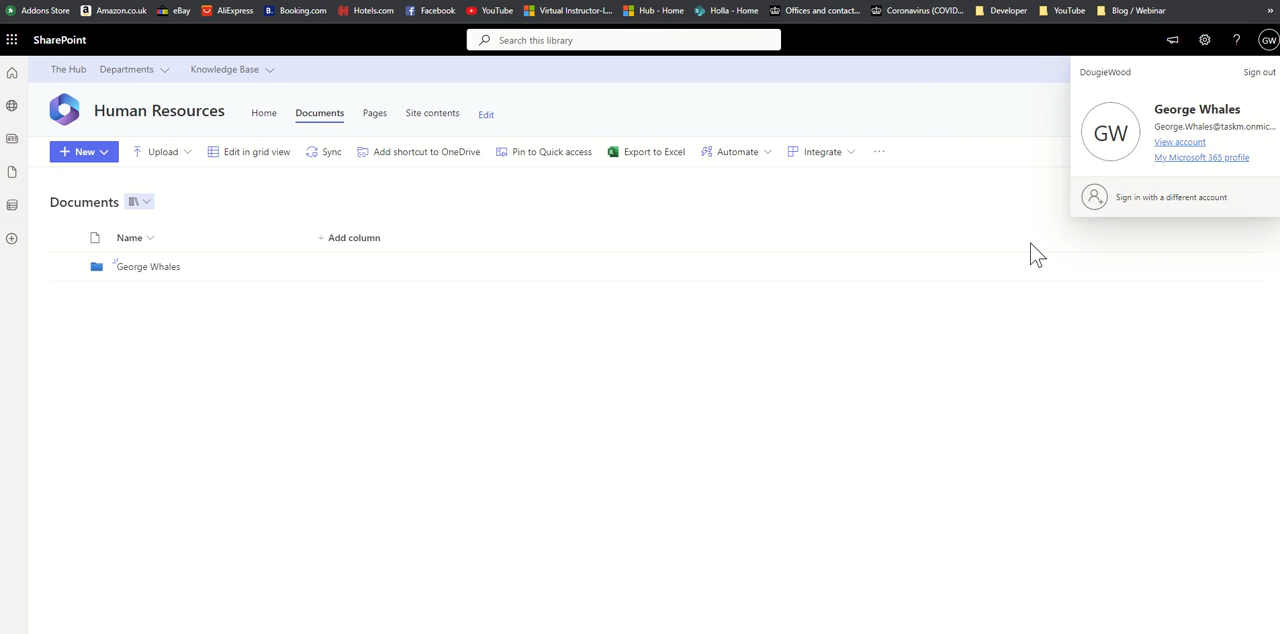 Addons Store Amazon.co.uk eBay AliExpress Booking.com Hotels.com Facebook YouTube Virtual Instructor-L... Hub - Home Holla - Home Offices and contact... Coronavirus (COVID... Developer YouTube Blog / Webinar »
SharePoint Search this library ? GW
The Hub Departments Knowledge Base
DougieWood Sign out
Human Resources Home Documents Pages Site contents Edit
GW
George Whales
George.Whales@taskm.onmic...
View account
My Microsoft 365 profile
+ New Upload Edit in grid view Sync Add shortcut to OneDrive Pin to Quick access Export to Excel Automate Integrate ...
Sign in with a different account
Documents
Name + Add column
George Whales